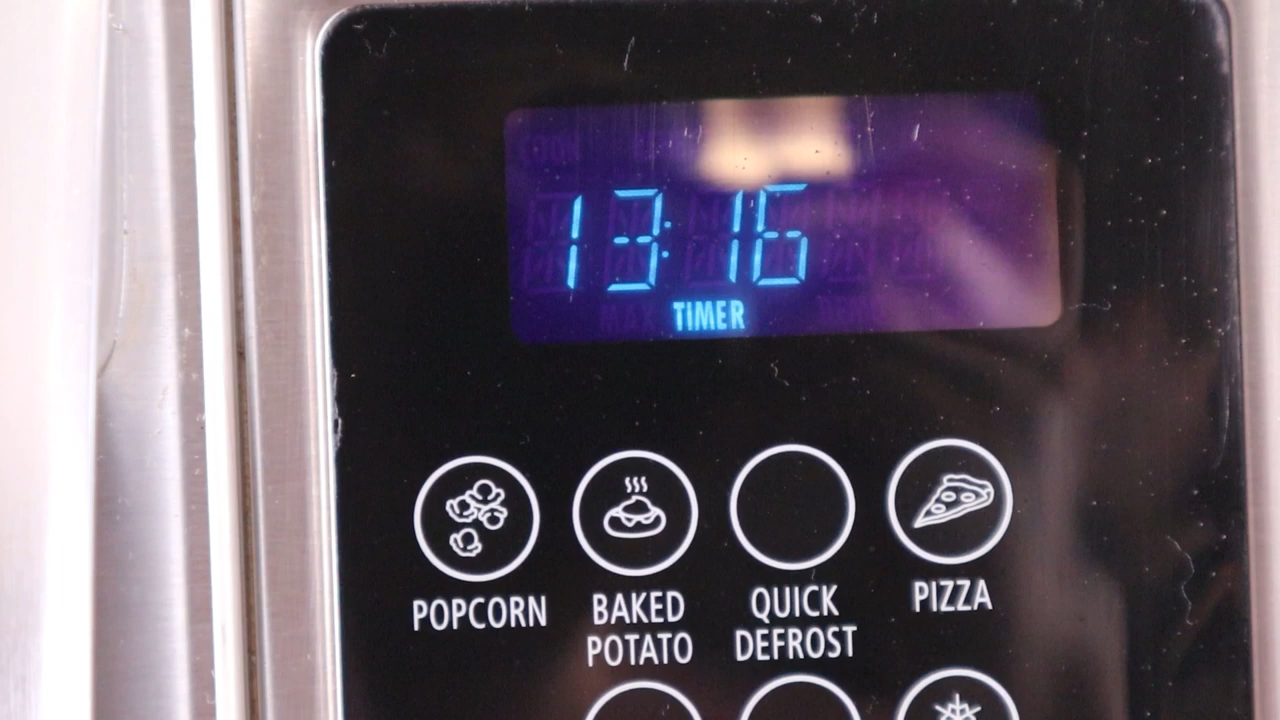 13:16
TIMER
POPCORN
BAKED
POTATO
QUICK
DEFROST
PIZZA